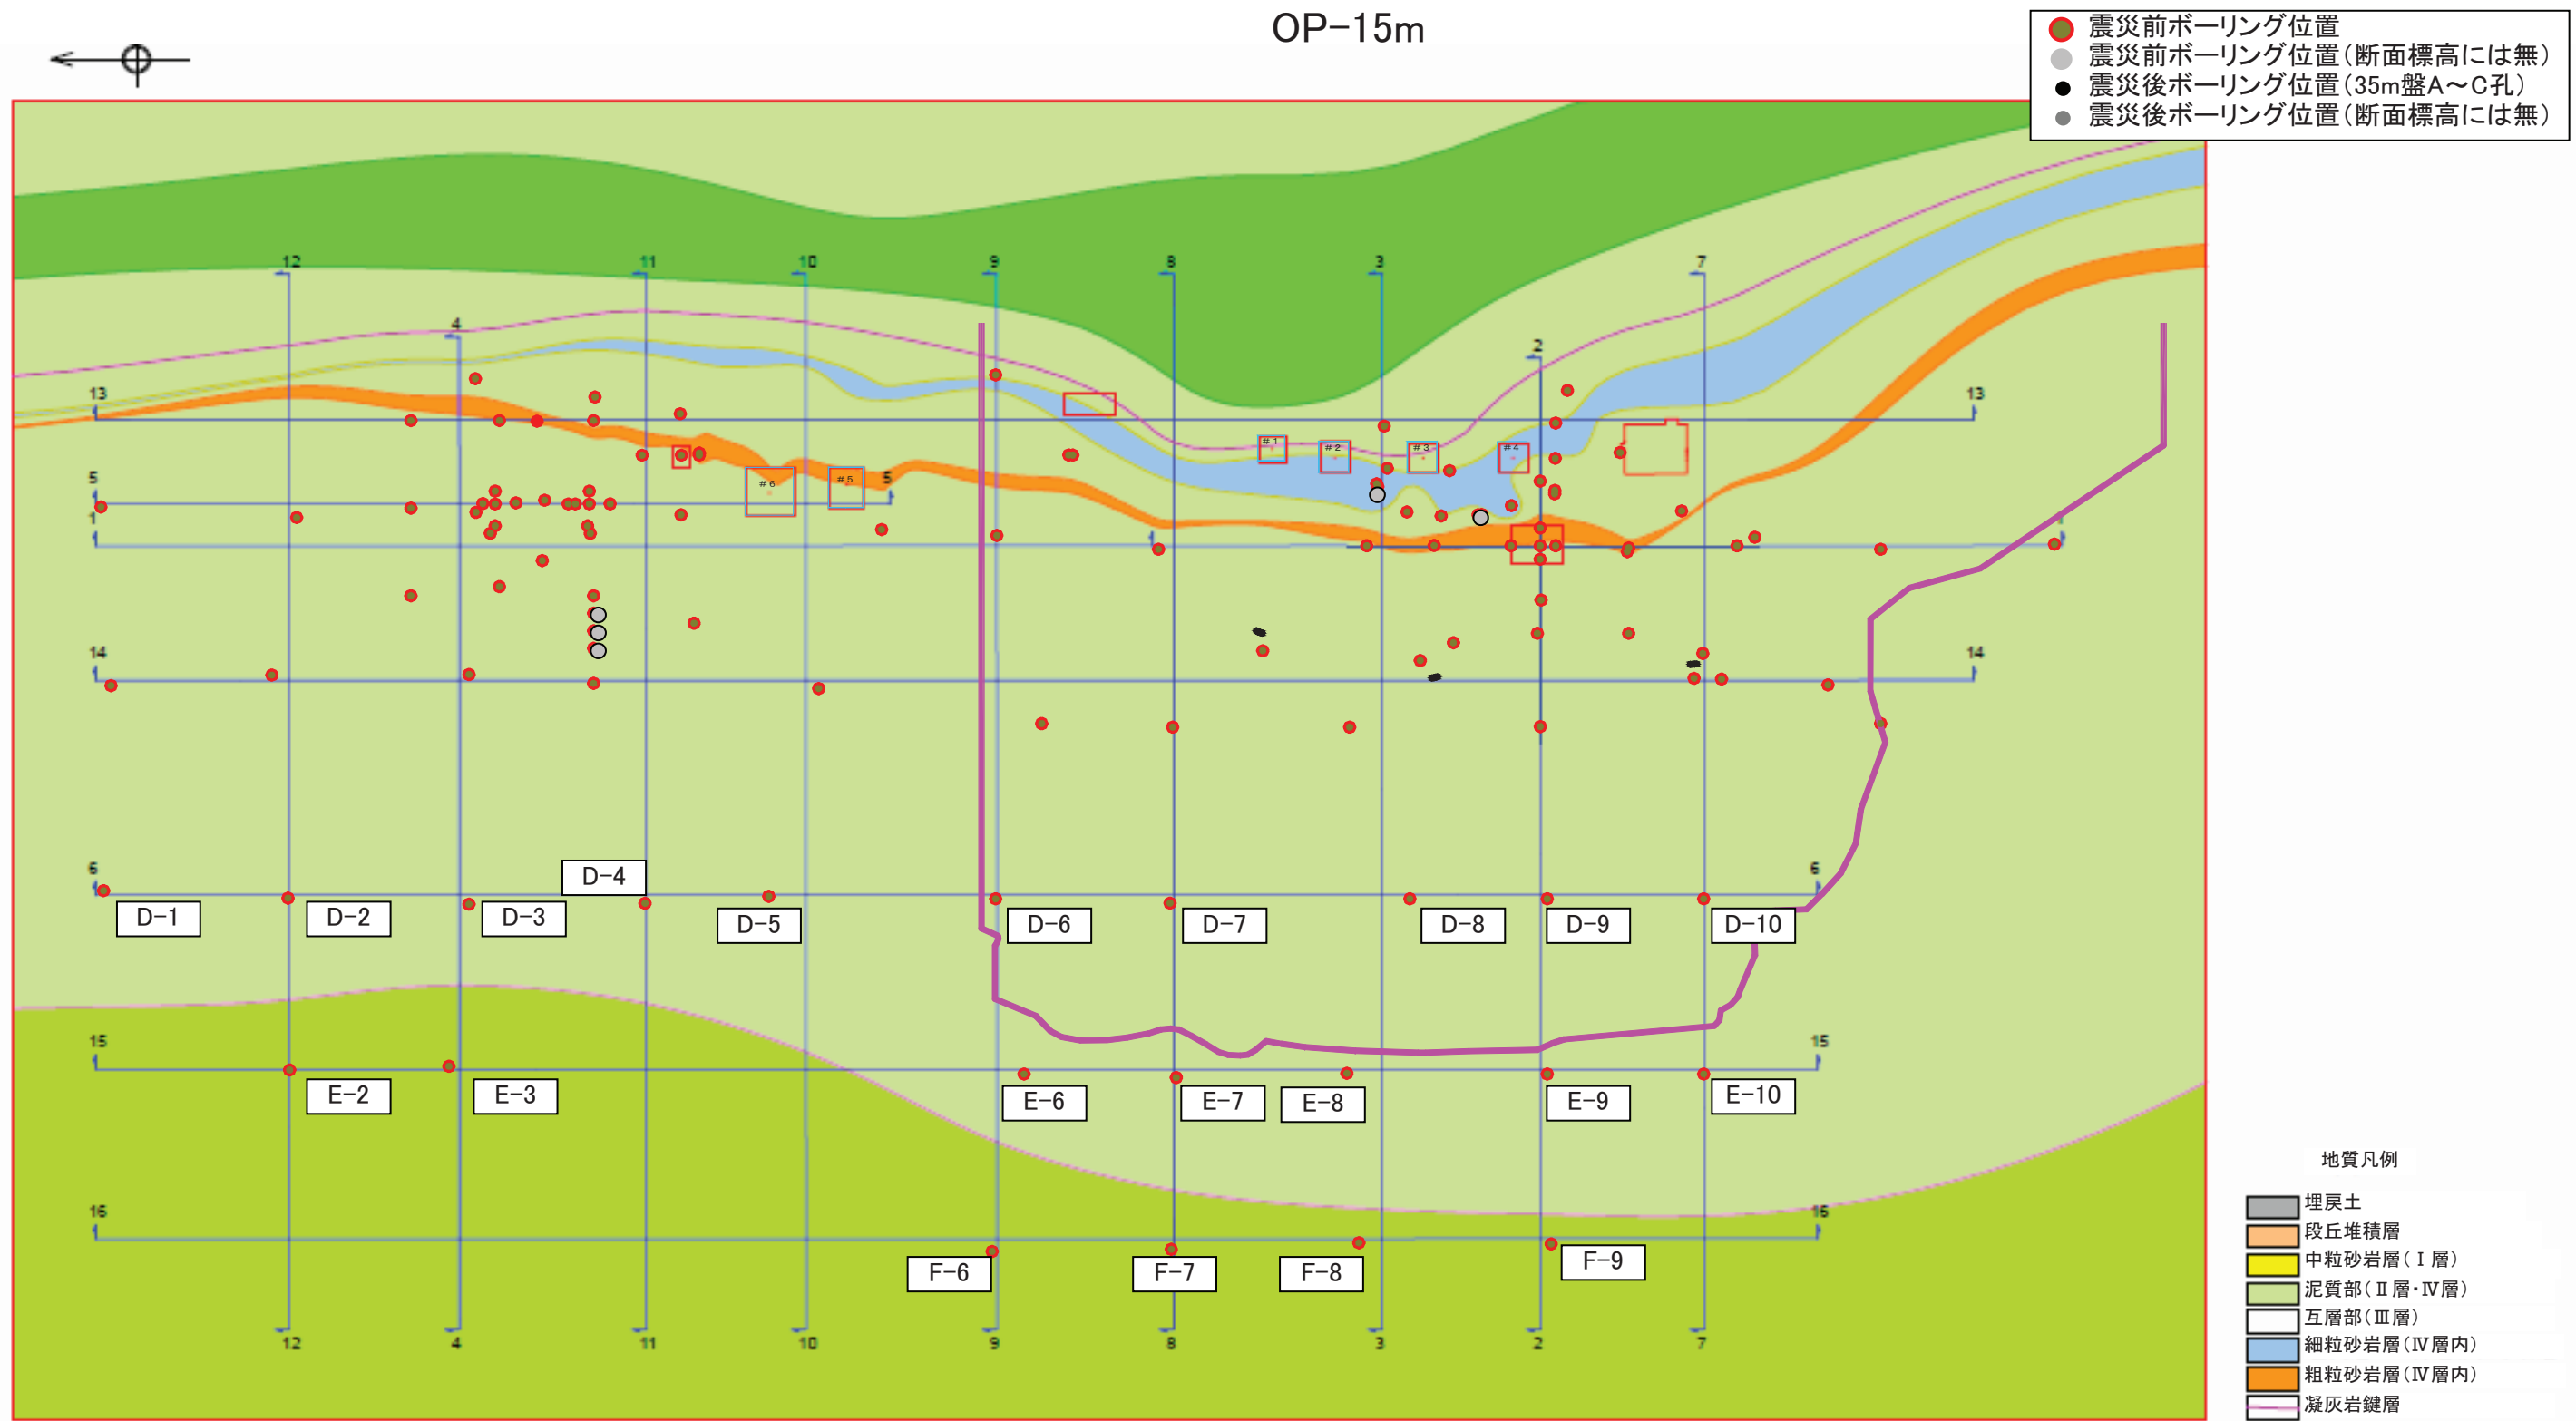 OP−15m
震災前ボーリング位置
震災前ボーリング位置（断面標高には無）
震災後ボーリング位置（35m盤A～C孔）
震災後ボーリング位置（断面標高には無）
12 11 10 9 8 3 7
4 2
13 13
#1 #2 #3 #4
5 #6 #5 5
1 1
14 14
6 6
D−4
D−1 D−2 D−3 D−5 D−6 D−7 D−8 D−9 D−10
15 15
E−2 E−3 E−6 E−7 E−8 E−9 E−10
16 16
F−6 F−7 F−8 F−9
12 4 11 10 9 8 3 2 7
地質凡例
埋戻土
段丘堆積層
中粒砂岩層（Ⅰ層）
泥質部（Ⅱ層・Ⅳ層）
互層部（Ⅲ層）
細粒砂岩層（Ⅳ層内）
粗粒砂岩層（Ⅳ層内）
凝灰岩鍵層